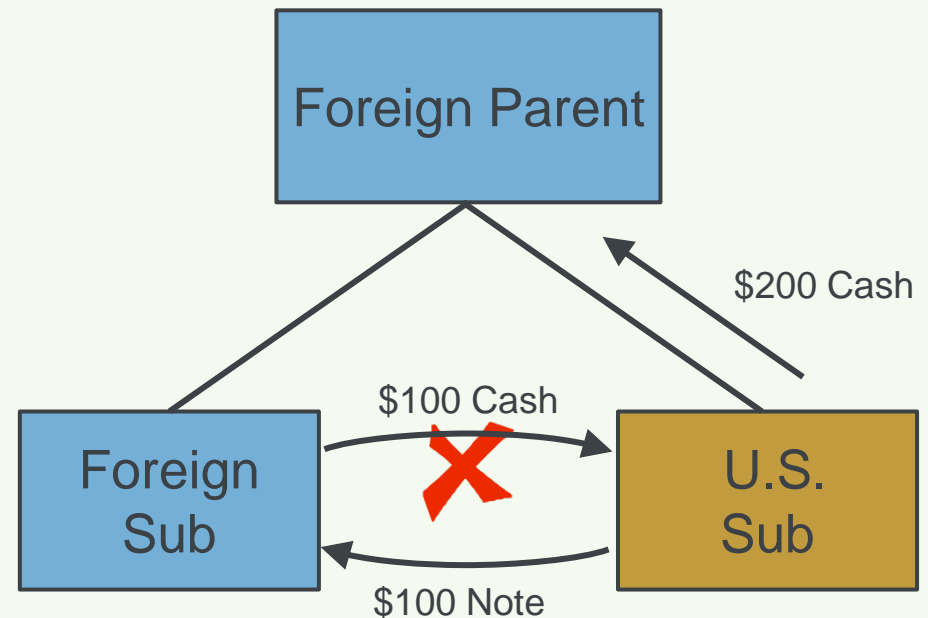 Foreign Parent
$200 Cash
$100 Cash
Foreign
Sub
U.S.
Sub
$100 Note